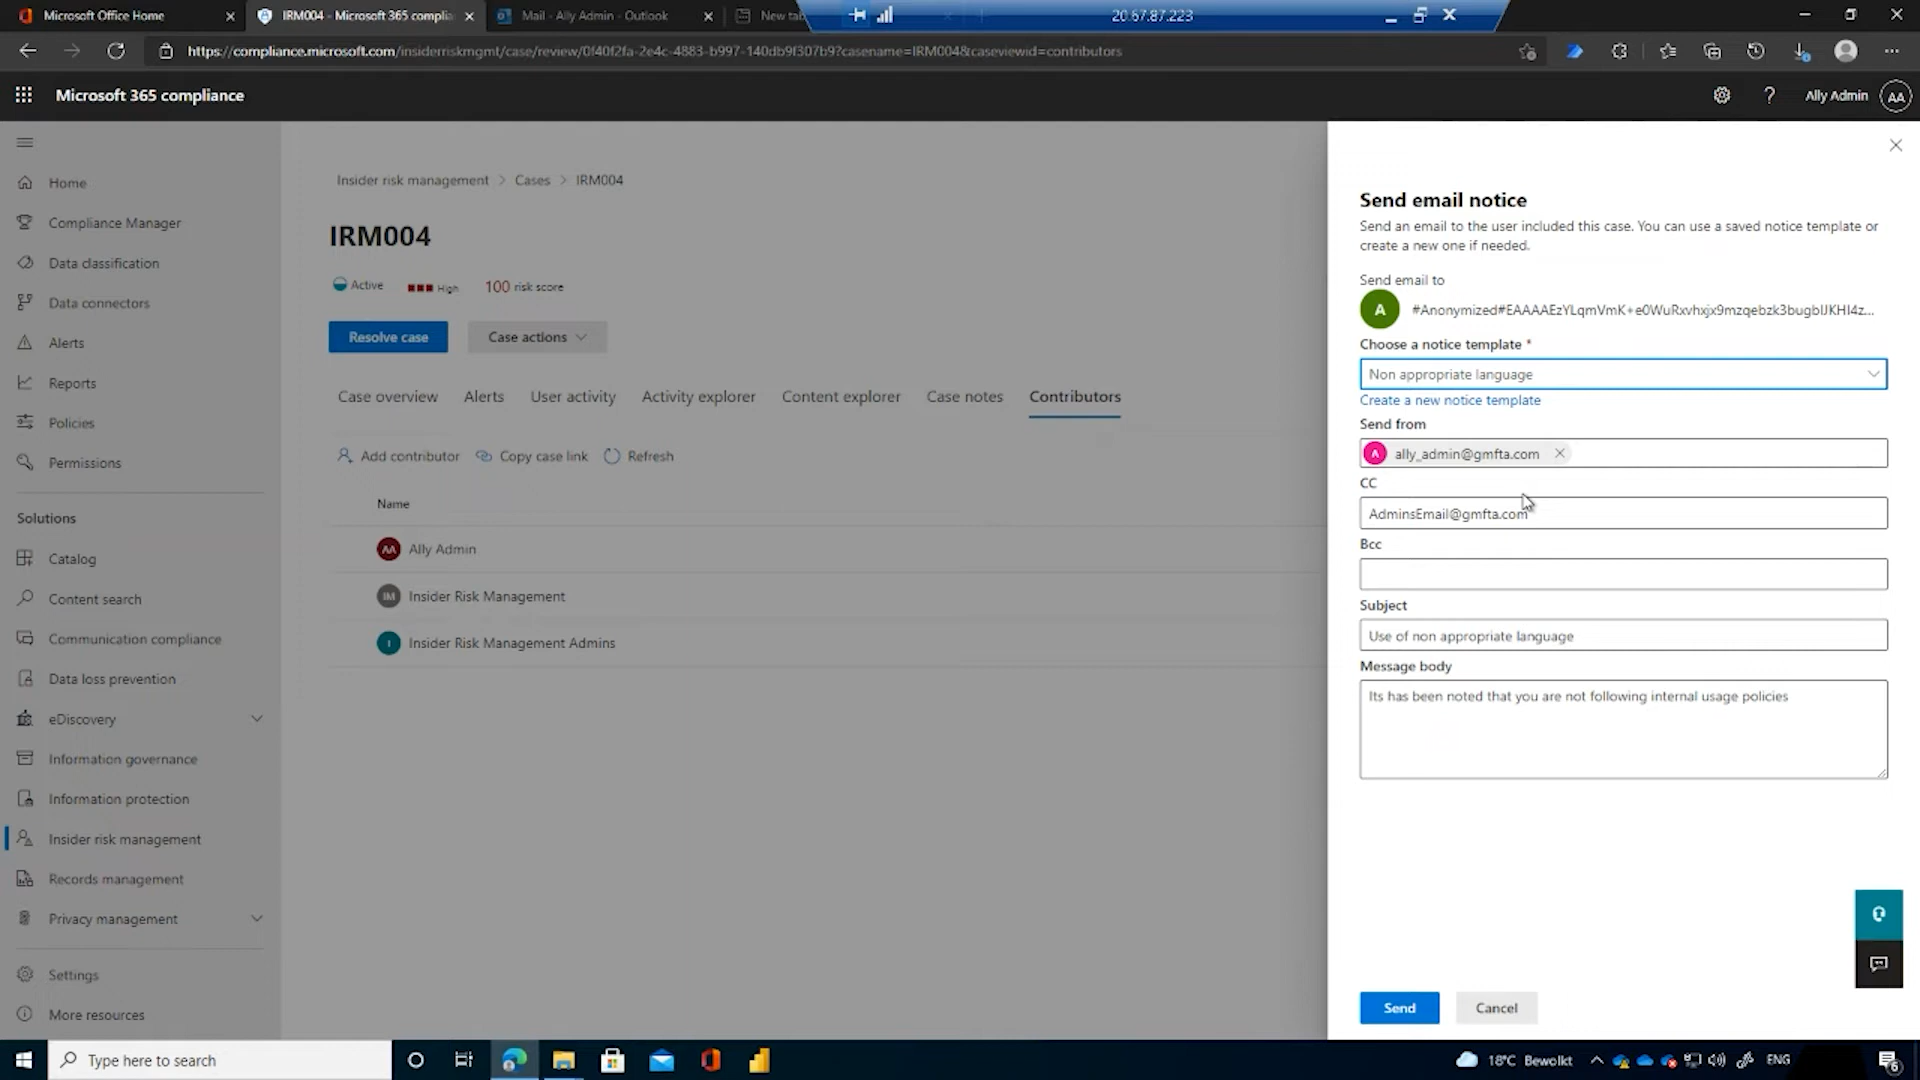 Microsoft Office Home
IRM004 - Microsoft 365 complia
Mail - Ally Admin - Outlook
New tab
20.67.87.223
https://compliance.microsoft.com/insiderriskmgmt/case/review/0f40f2fa-2e4c-4883-b997-140db9f307b9?casename=IRM004&caseviewid=contributors
Microsoft 365 compliance
Ally Admin
AA
Home
Compliance Manager
Data classification
Data connectors
Alerts
Reports
Policies
Permissions
Solutions
Catalog
Content search
Communication compliance
Data loss prevention
eDiscovery
Information governance
Information protection
Insider risk management
Records management
Privacy management
Settings
More resources
Insider risk management > Cases > IRM004
IRM004
Active
High
100 risk score
Resolve case
Case actions
Case overview
Alerts
User activity
Activity explorer
Content explorer
Case notes
Contributors
Add contributor
Copy case link
Refresh
Name
AA Ally Admin
IM Insider Risk Management
I Insider Risk Management Admins
Send email notice
Send an email to the user included this case. You can use a saved notice template or
create a new one if needed.
Send email to
A #Anonymized#EAAAAEzYLqmVmK+e0WuRxvhxjx9mzqebzk3bugblJKHI4z...
Choose a notice template *
Non appropriate language
Create a new notice template
Send from
A ally_admin@gmfta.com
CC
AdminsEmail@gmfta.com
Bcc
Subject
Use of non appropriate language
Message body
Its has been noted that you are not following internal usage policies
Send
Cancel
Type here to search
18°C Bewolkt
ENG
6